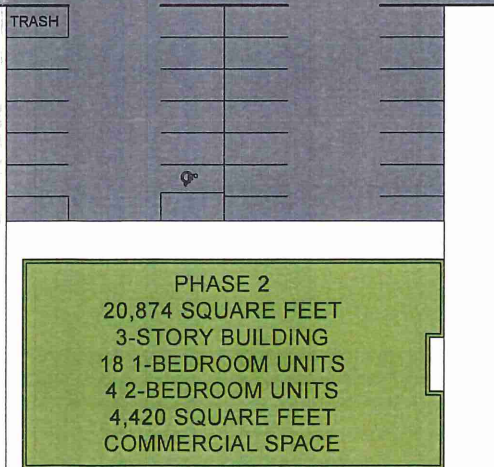 TRASH
PHASE 2
20,874 SQUARE FEET
3-STORY BUILDING
18 1-BEDROOM UNITS
4 2-BEDROOM UNITS
4,420 SQUARE FEET
COMMERCIAL SPACE